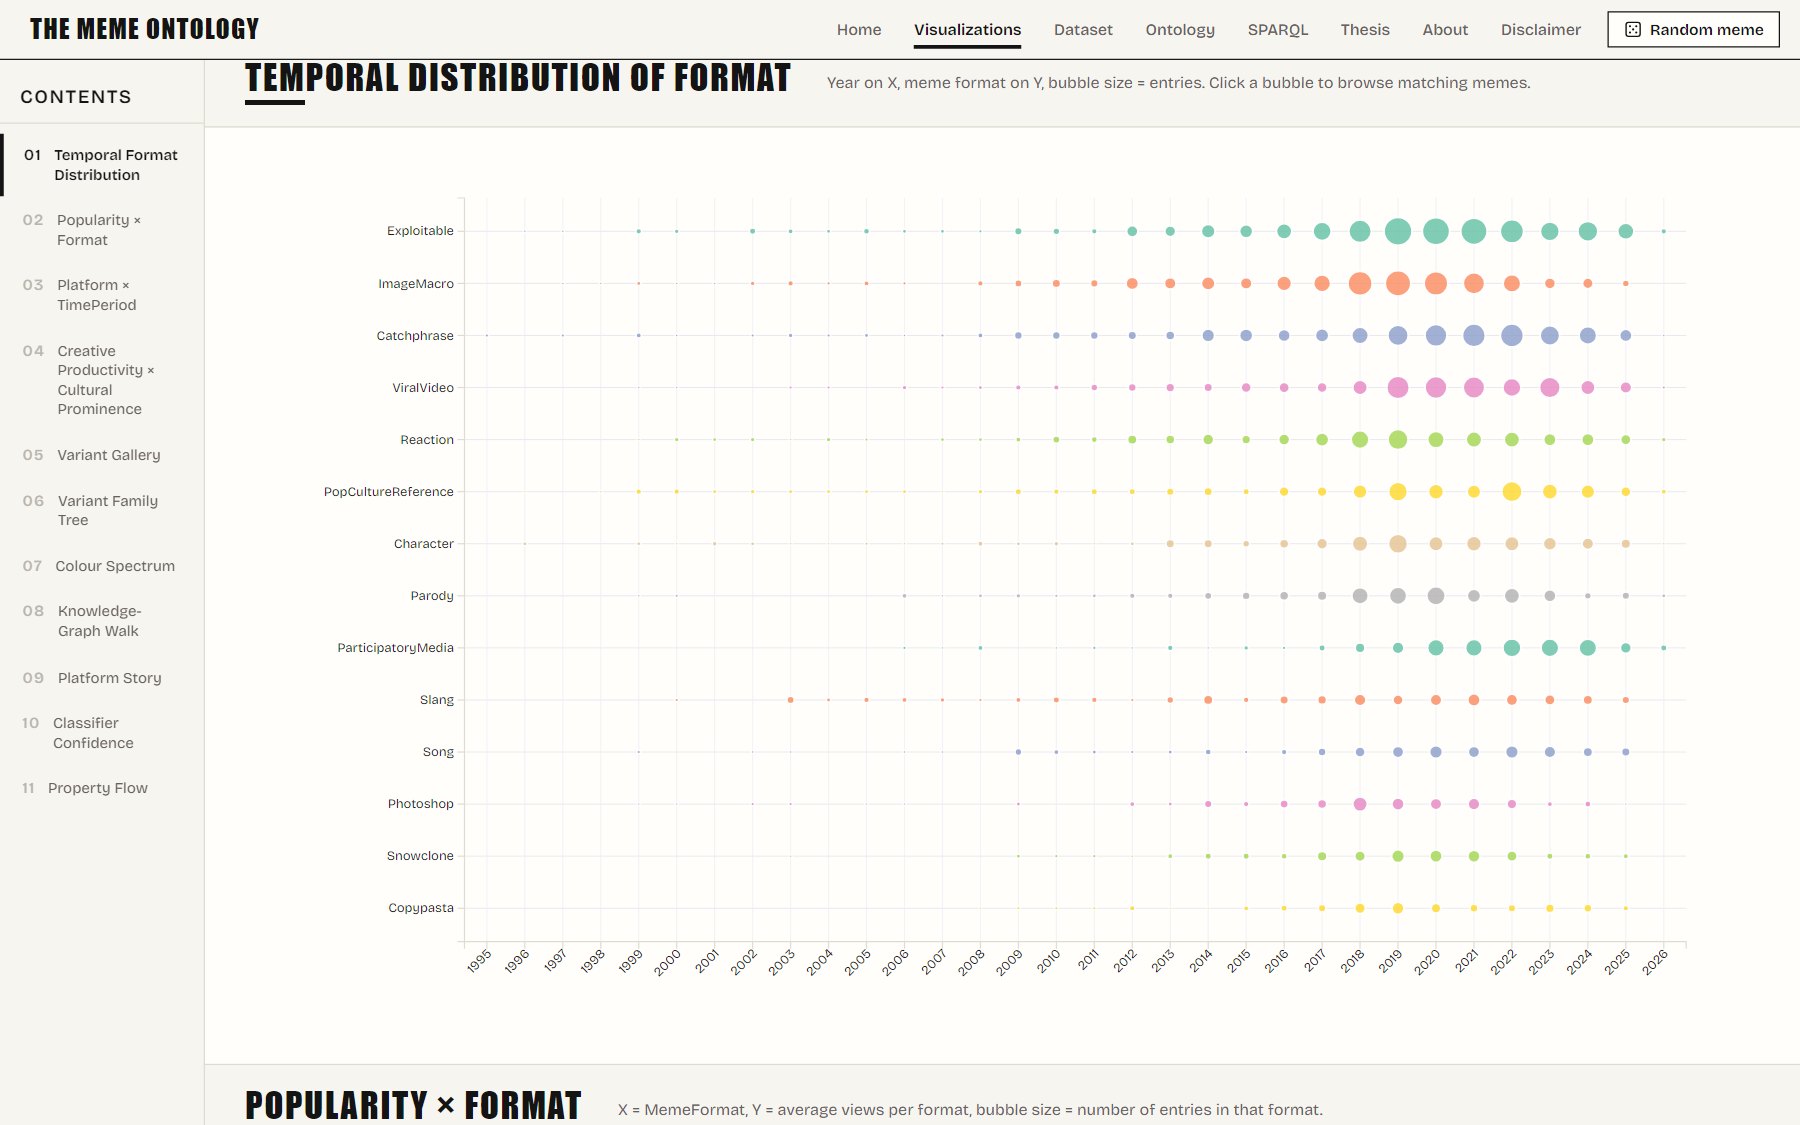 THE MEME ONTOLOGY
Home Visualizations Dataset Ontology SPARQL Thesis About Disclaimer Random meme
CONTENTS
01 Temporal Format
Distribution
02 Popularity ×
Format
03 Platform ×
TimePeriod
04 Creative
Productivity ×
Cultural
Prominence
05 Variant Gallery
06 Variant Family
Tree
07 Colour Spectrum
08 Knowledge-
Graph Walk
09 Platform Story
10 Classifier
Confidence
11 Property Flow
TEMPORAL DISTRIBUTION OF FORMAT
Year on X, meme format on Y, bubble size = entries. Click a bubble to browse matching memes.
Exploitable
ImageMacro
Catchphrase
ViralVideo
Reaction
PopCultureReference
Character
Parody
ParticipatoryMedia
Slang
Song
Photoshop
Snowclone
Copypasta
1995 1996 1997 1998 1999 2000 2001 2002 2003 2004 2005 2006 2007 2008 2009 2010 2011 2012 2013 2014 2015 2016 2017 2018 2019 2020 2021 2022 2023 2024 2025 2026
POPULARITY × FORMAT
X = MemeFormat, Y = average views per format, bubble size = number of entries in that format.